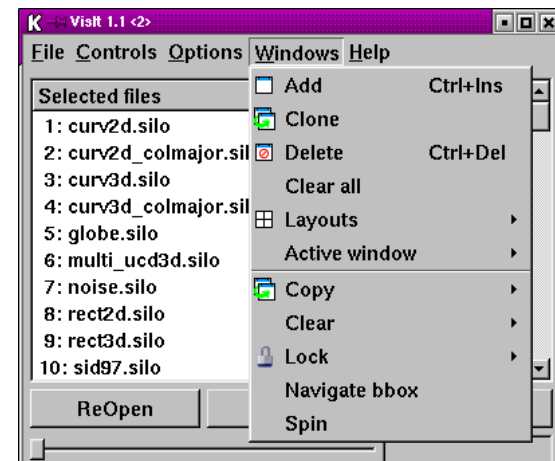 VisIt 1.1 <2>
File Controls Options Windows Help
Selected files
1: curv2d.silo
2: curv2d_colmajor.sil
3: curv3d.silo
4: curv3d_colmajor.sil
5: globe.silo
6: multi_ucd3d.silo
7: noise.silo
8: rect2d.silo
9: rect3d.silo
10: sid97.silo
ReOpen
Add Ctrl+Ins
Clone
Delete Ctrl+Del
Clear all
Layouts
Active window
Copy
Clear
Lock
Navigate bbox
Spin